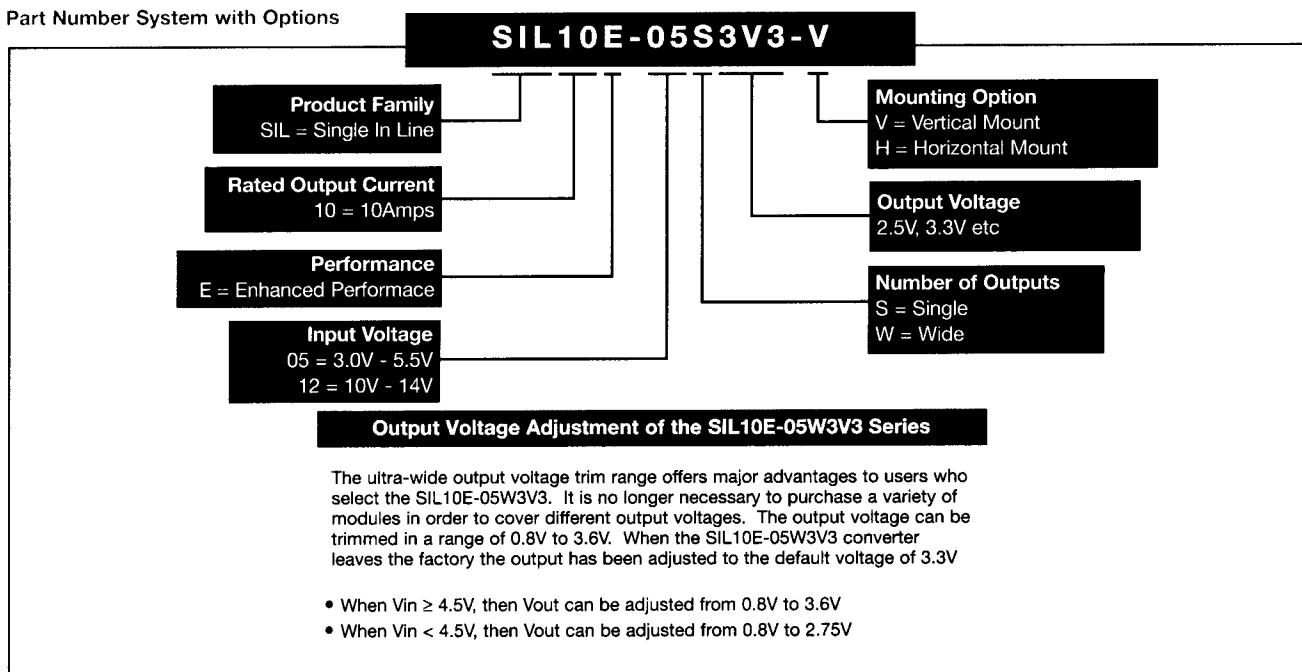 Part Number System with Options
SIL10E-05S3V3-V
Product Family
SIL = Single In Line
Rated Output Current
10 = 10Amps
Performance
E = Enhanced Performace
Input Voltage
05 = 3.0V - 5.5V
12 = 10V - 14V
Mounting Option
V = Vertical Mount
H = Horizontal Mount
Output Voltage
2.5V, 3.3V etc
Number of Outputs
S = Single
W = Wide
Output Voltage Adjustment of the SIL10E-05W3V3 Series
The ultra-wide output voltage trim range offers major advantages to users who
select the SIL10E-05W3V3. It is no longer necessary to purchase a variety of
modules in order to cover different output voltages. The output voltage can be
trimmed in a range of 0.8V to 3.6V. When the SIL10E-05W3V3 converter
leaves the factory the output has been adjusted to the default voltage of 3.3V
• When Vin ≥ 4.5V, then Vout can be adjusted from 0.8V to 3.6V
• When Vin < 4.5V, then Vout can be adjusted from 0.8V to 2.75V